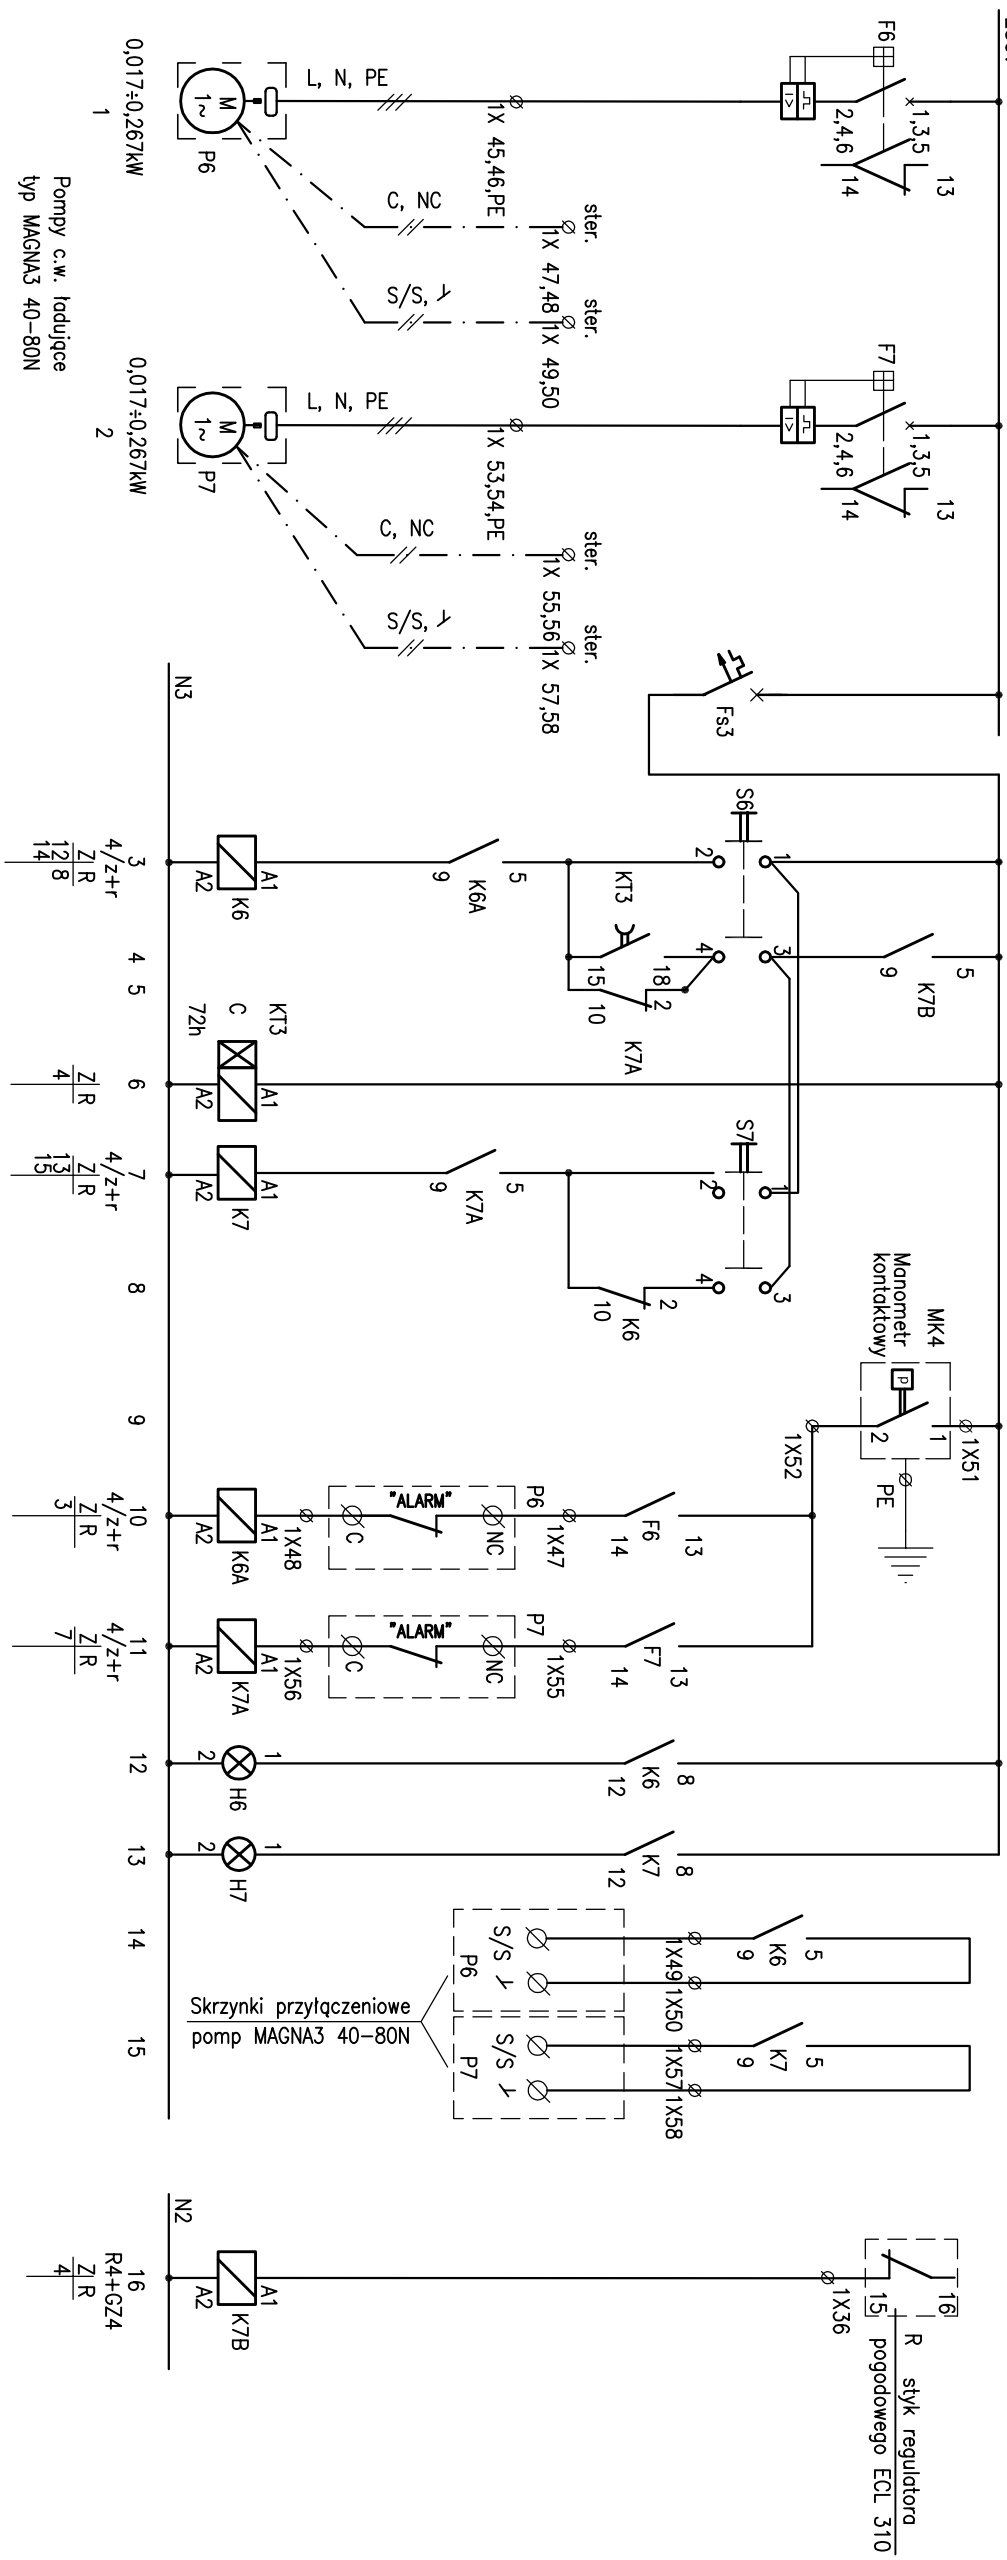 F6
1,3,5
2,4,6
13
14
L, N, PE
1X 45,46,PE
M
1~
P6
0,017÷0,267kW
1
C, NC
ster.
1X 47,48
S/S,
ster.
1X 49,50
Pompy c.w. ładujące
typ MAGNA3 40-80N
F7
1,3,5
2,4,6
13
14
L, N, PE
1X 53,54,PE
M
1~
P7
0,017÷0,267kW
2
C, NC
ster.
1X 55,56
S/S,
ster.
1X 57,58
Fs3
N3
S6
1
2
3
4
5
K6A
9
A1
K6
A2
3
4/z+r
Z R
12 8
14
5
K7B
9
KT3
18
15
2
10
K7A
4
5
KT3
C
72h
A1
A2
6
Z R
4
S7
1
2
3
4
5
K7A
9
A1
K7
A2
7
4/z+r
Z R
13
15
2
K6
10
8
MK4
Manometr
kontaktowy
p
1
2
1X51
1X52
PE
9
13
F6
14
1X47
P6
NC
"ALARM"
C
1X48
A1
K6A
A2
10
4/z+r
Z R
3
13
F7
14
1X55
P7
NC
"ALARM"
C
1X56
A1
K7A
A2
11
4/z+r
Z R
7
8
K6
12
1
H6
2
12
8
K7
12
1
H7
2
13
5
K6
9
1X49
1X50
S/S
P6
14
5
K7
9
1X57
1X58
S/S
P7
15
Skrzynki przyłączeniowe
pomp MAGNA3 40-80N
N2
16
15
R styk regulatora
pogodowego ECL 310
1X36
A1
K7B
A2
16
R4+GZ4
Z R
4